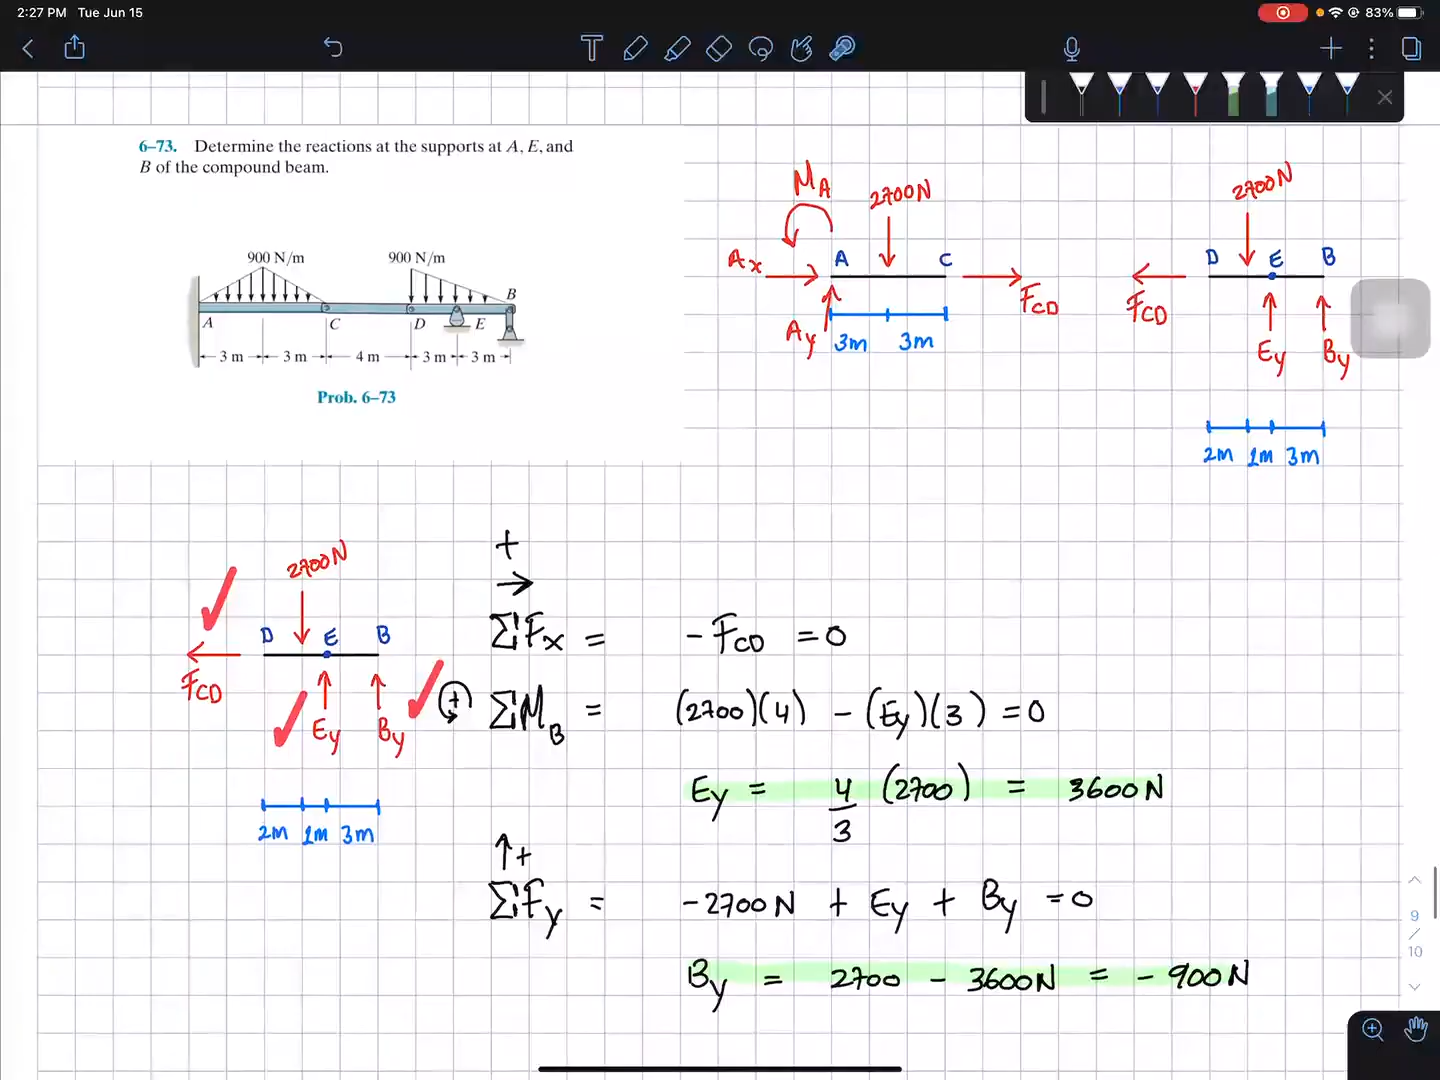 2:27 PM Tue Jun 15
83%
6–73. Determine the reactions at the supports at A, E, and
B of the compound beam.
900 N/m
900 N/m
A
C
D
E
B
3 m
3 m
4 m
3 m
3 m
Prob. 6–73
MA
2700N
Ax
A
C
FCD
Ay
3m
3m
2700N
D
E
B
FCD
Ey
By
2m
1m
3m
2700N
D
E
B
FCD
Ey
By
2m
1m
3m
+
→
ΣFx = - FCD = 0
+ ΣMB = (2700)(4) - (Ey)(3) = 0
Ey = 4/3 (2700) = 3600N
↑+
ΣFy = -2700N + Ey + By = 0
By = 2700 - 3600N = -900N
9
/
10